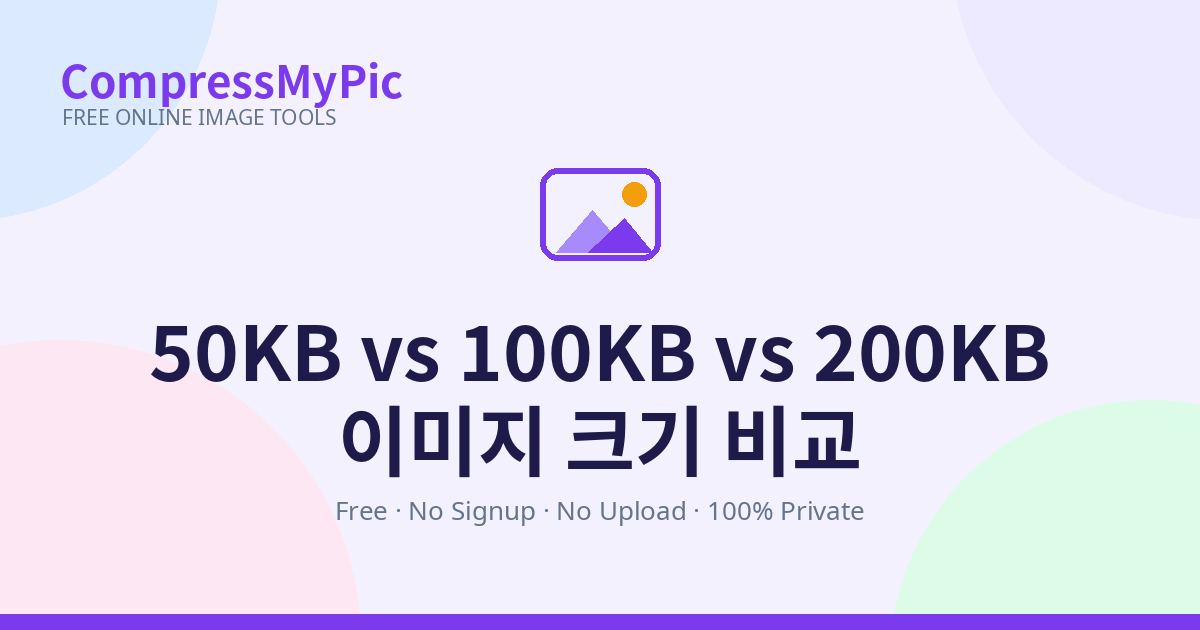 CompressMyPic
FREE ONLINE IMAGE TOOLS
50KB vs 100KB vs 200KB
이미지 크기 비교
Free · No Signup · No Upload · 100% Private